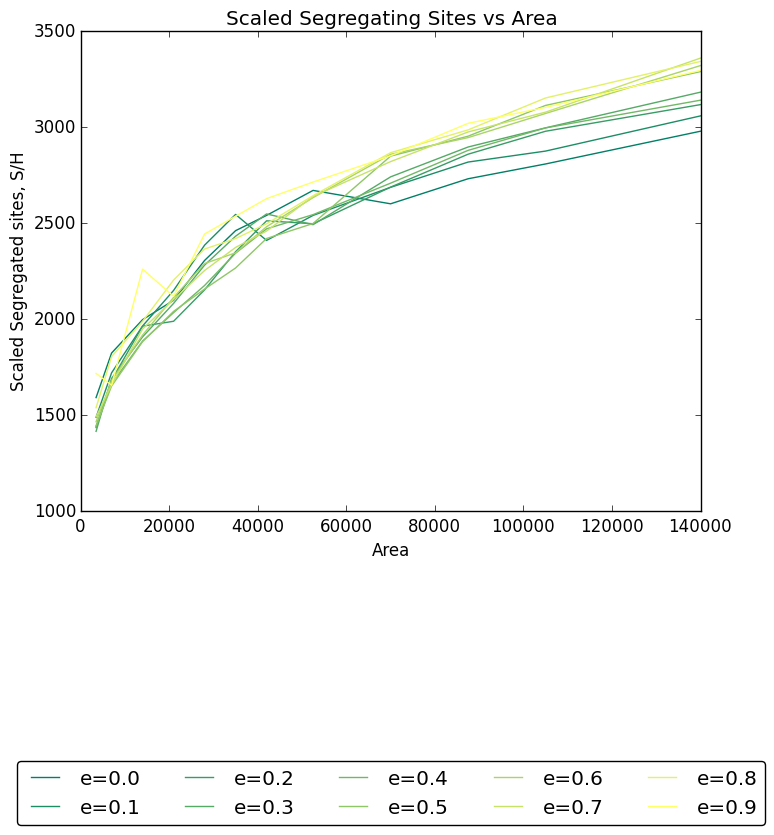 Scaled Segregating Sites vs Area
3500
3000
2500
2000
1500
1000
Scaled Segregated sites, S/H
0 20000 40000 60000 80000 100000 120000 140000
Area
e=0.0 e=0.2 e=0.4 e=0.6 e=0.8
e=0.1 e=0.3 e=0.5 e=0.7 e=0.9